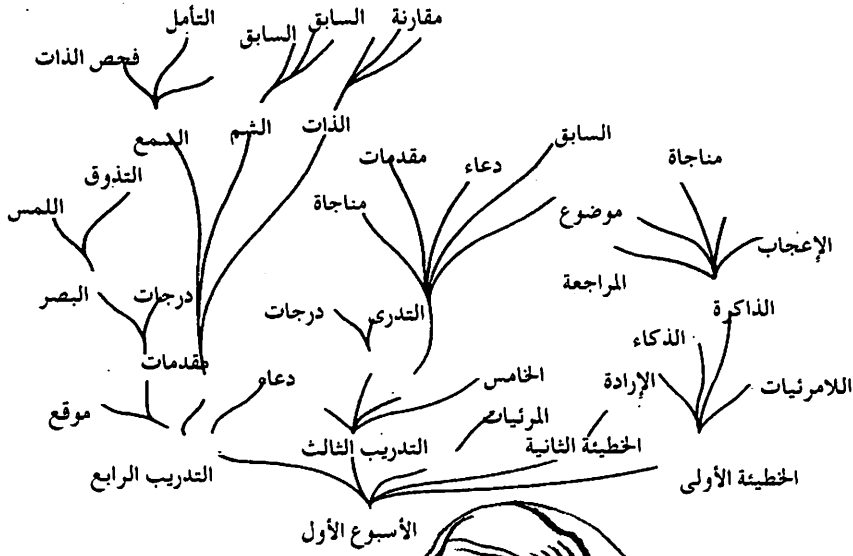 التأمل
السابق
السابق
مقارنة
فحص الذات
السمع
الشم
الذات
السابق
مقدمات
دعاء
مناجاة
التذوق
اللمس
مناجاة
موضوع
الإعجاب
المراجعة
البصر
درجات
درجات
التدرى
الذاكرة
الذكاء
مقدمات
دعاء
الخامس
الإرادة
اللامرئيات
موقع
المرئيات
التدريب الرابع
التدريب الثالث
الخطيئة الثانية
الخطيئة الأولى
الأسبوع الأول